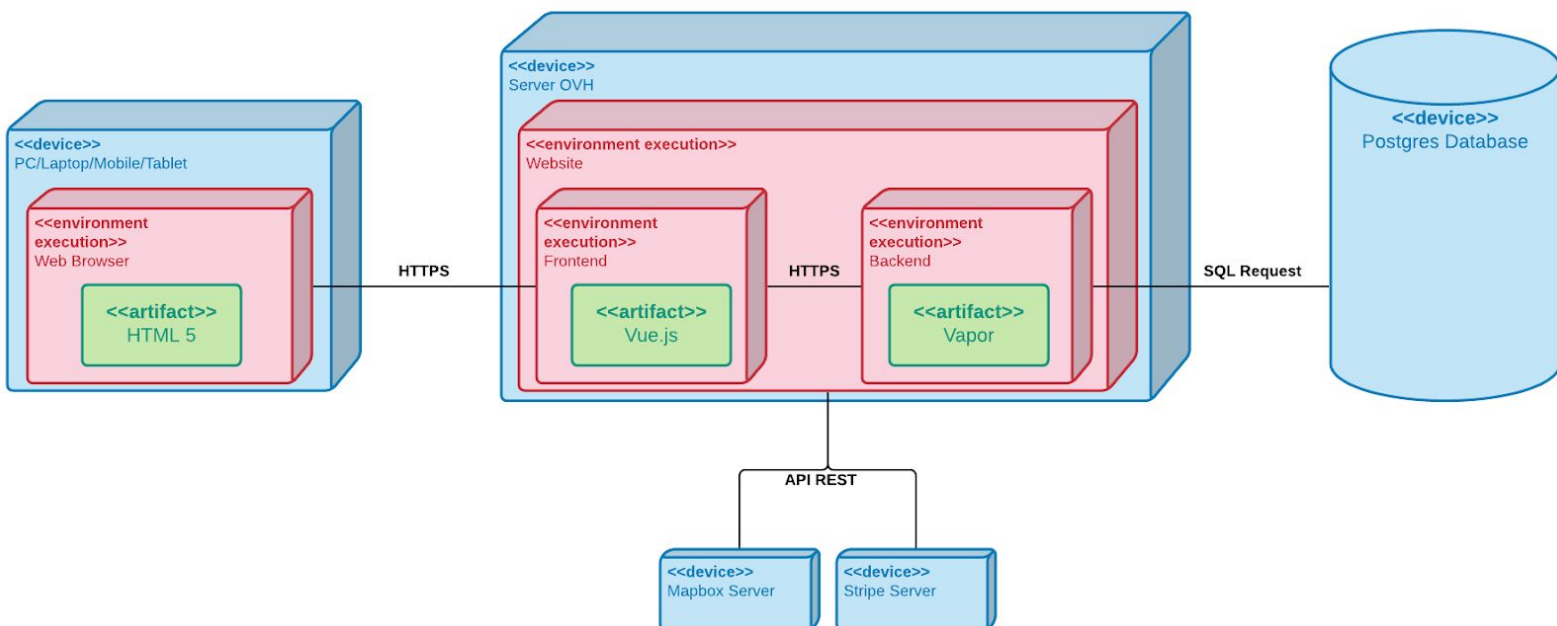 <<device>>
PC/Laptop/Mobile/Tablet
<<environment
execution>>
Web Browser
<<artifact>>
HTML 5
HTTPS
<<device>>
Server OVH
<<environment execution>>
Website
<<environment
execution>>
Frontend
<<artifact>>
Vue.js
HTTPS
<<environment
execution>>
Backend
<<artifact>>
Vapor
SQL Request
<<device>>
Postgres Database
API REST
<<device>>
Mapbox Server
<<device>>
Stripe Server